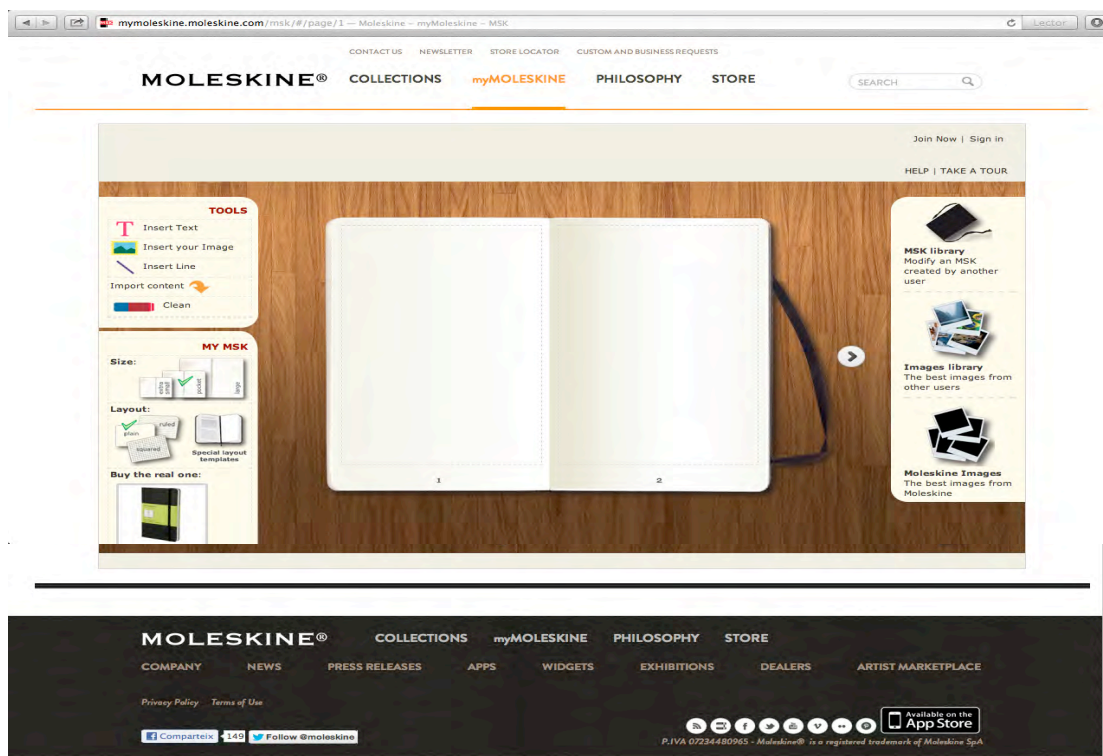 mymoleskine.moleskine.com/msk/#/page/1 — Moleskine – myMoleskine – MSK
Lector
CONTACT US NEWSLETTER STORE LOCATOR CUSTOM AND BUSINESS REQUESTS
MOLESKINE® COLLECTIONS myMOLESKINE PHILOSOPHY STORE
SEARCH
Join Now | Sign in
HELP | TAKE A TOUR
TOOLS
T Insert Text
Insert your Image
Insert Line
Import content
Clean
MY MSK
Size:
extra small
pocket
large
Layout:
plain
ruled
squared
Special layout
templates
Buy the real one:
1
2
MSK library
Modify an MSK
created by another
user
Images library
The best images from
other users
Moleskine Images
The best images from
Moleskine
MOLESKINE® COLLECTIONS myMOLESKINE PHILOSOPHY STORE
COMPANY NEWS PRESS RELEASES APPS WIDGETS EXHIBITIONS DEALERS ARTIST MARKETPLACE
Privacy Policy Terms of Use
Comparteix 149 Follow @moleskine
Available on the
App Store
P.IVA 07234480965 - Moleskine® is a registered trademark of Moleskine SpA